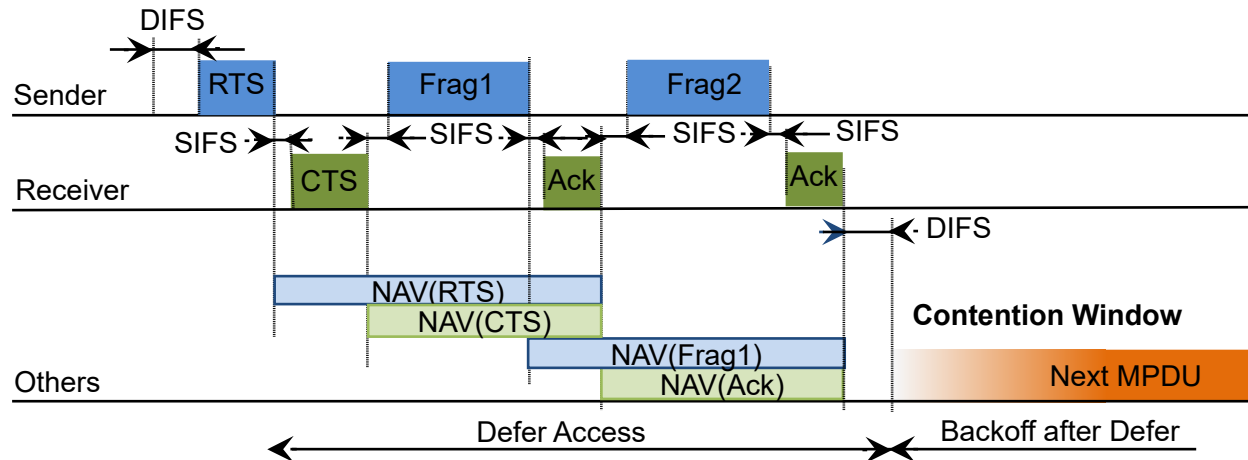 DIFS
RTS
Frag1
Frag2
Sender
SIFS
SIFS
SIFS
SIFS
CTS
Ack
Ack
Receiver
DIFS
NAV(RTS)
NAV(CTS)
Contention Window
NAV(Frag1)
Next MPDU
NAV(Ack)
Others
Defer Access
Backoff after Defer